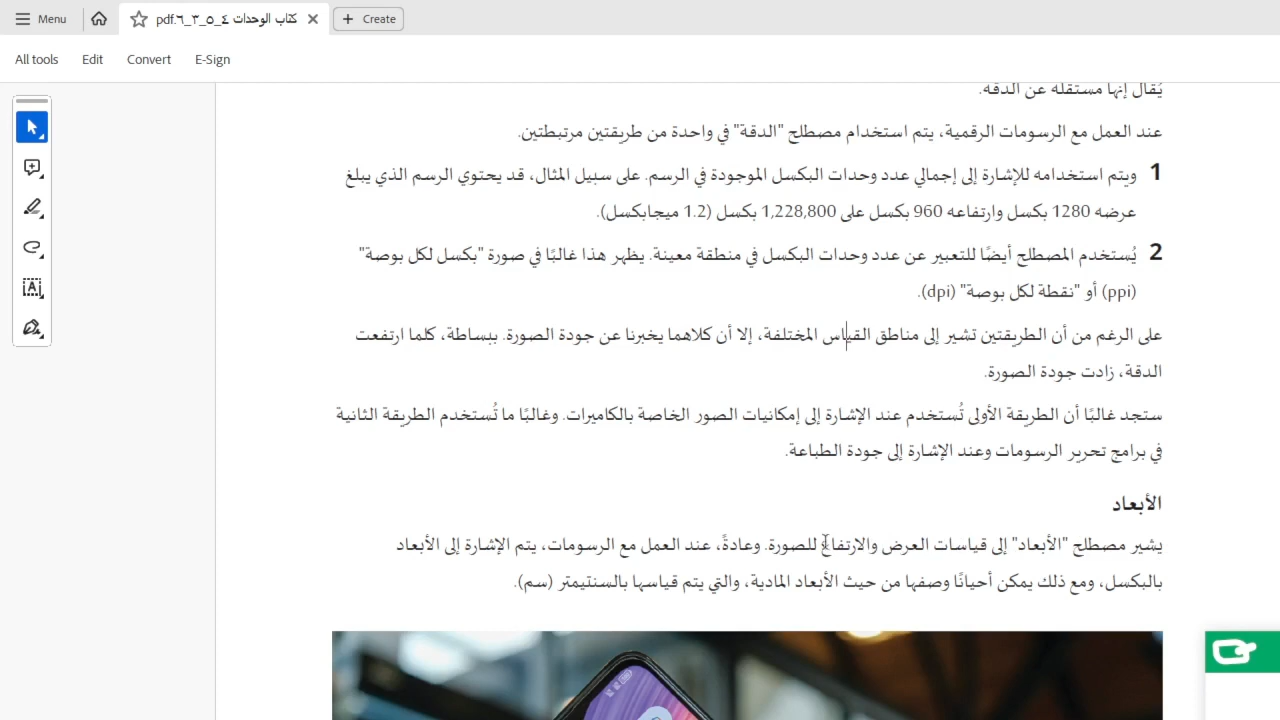 Menu
كتاب الوحدات ٤_٥_٣_٦.pdf
Create
All tools
Edit
Convert
E-Sign
يُقال إنها مستقلة عن الدقة.
عند العمل مع الرسومات الرقمية، يتم استخدام مصطلح "الدقة" في واحدة من طريقتين مرتبطتين.
1 ويتم استخدامه للإشارة إلى إجمالي عدد وحدات البكسل الموجودة في الرسم. على سبيل المثال، قد يحتوي الرسم الذي يبلغ
عرضه 1280 بكسل وارتفاعه 960 بكسل على 1,228,800 بكسل (1.2 ميجابكسل).
2 يُستخدم المصطلح أيضًا للتعبير عن عدد وحدات البكسل في منطقة معينة. يظهر هذا غالبًا في صورة "بكسل لكل بوصة"
(ppi) أو "نقطة لكل بوصة" (dpi).
على الرغم من أن الطريقتين تشير إلى مناطق القياس المختلفة، إلا أن كلاهما يخبرنا عن جودة الصورة. ببساطة، كلما ارتفعت
الدقة، زادت جودة الصورة.
ستجد غالبًا أن الطريقة الأولى تُستخدم عند الإشارة إلى إمكانيات الصور الخاصة بالكاميرات. وغالبًا ما تُستخدم الطريقة الثانية
في برامج تحرير الرسومات وعند الإشارة إلى جودة الطباعة.
الأبعاد
يشير مصطلح "الأبعاد" إلى قياسات العرض والارتفاع للصورة. وعادةً، عند العمل مع الرسومات، يتم الإشارة إلى الأبعاد
بالبكسل، ومع ذلك يمكن أحيانًا وصفها من حيث الأبعاد المادية، والتي يتم قياسها بالسنتيمتر (سم).